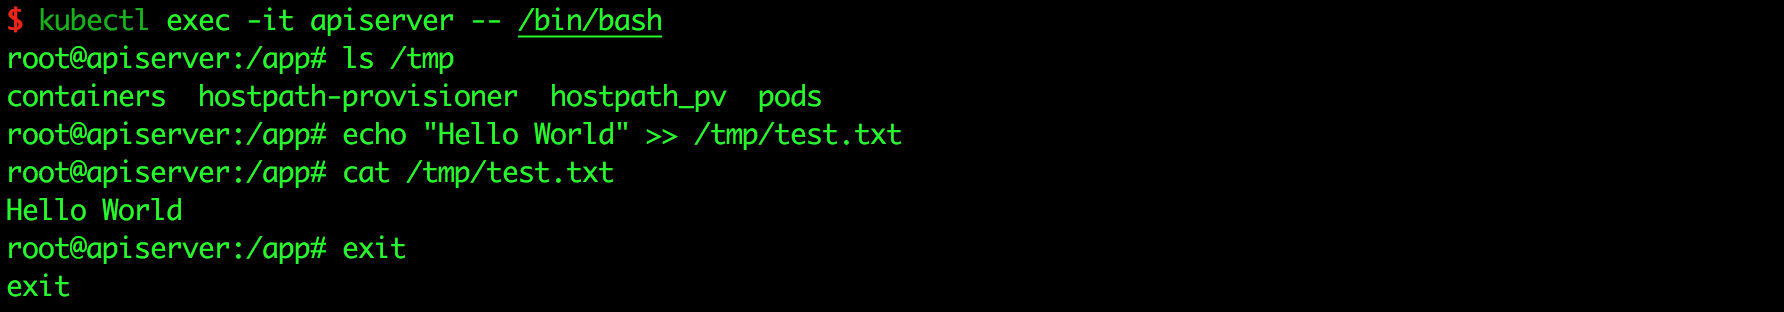 $ kubectl exec -it apiserver -- /bin/bash
root@apiserver:/app# ls /tmp
containers  hostpath-provisioner  hostpath_pv  pods
root@apiserver:/app# echo "Hello World" >> /tmp/test.txt
root@apiserver:/app# cat /tmp/test.txt
Hello World
root@apiserver:/app# exit
exit